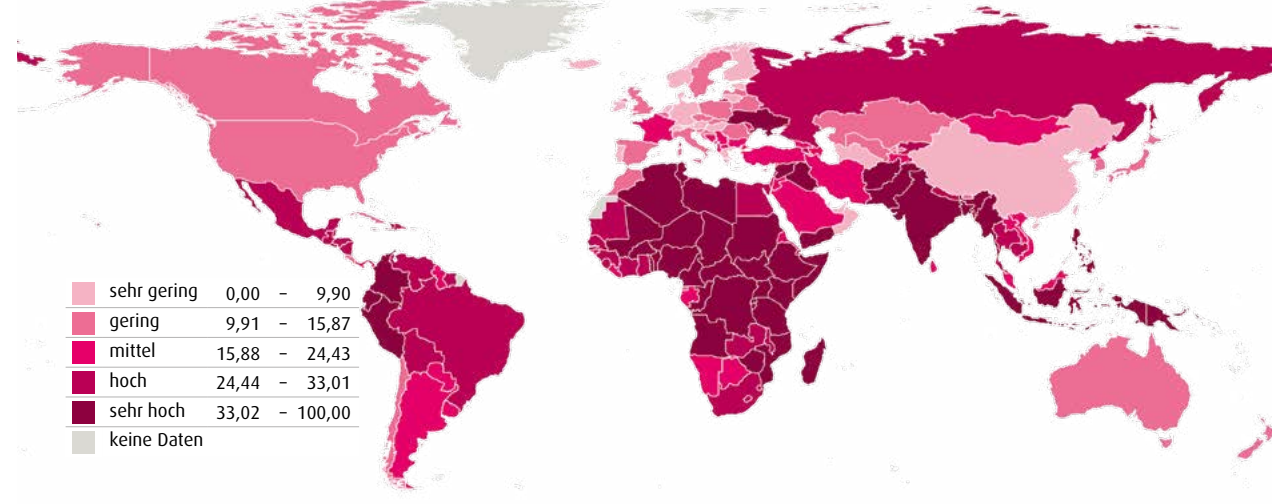 sehr gering 0,00 – 9,90
gering 9,91 – 15,87
mittel 15,88 – 24,43
hoch 24,44 – 33,01
sehr hoch 33,02 – 100,00
keine Daten